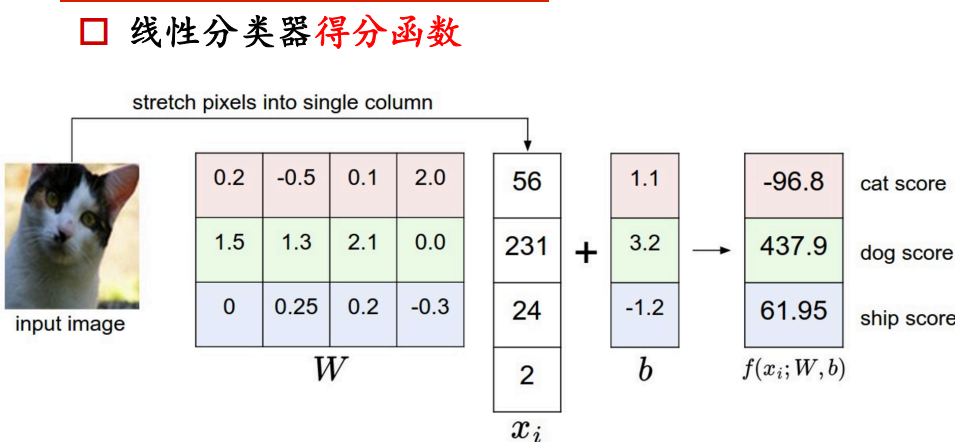 线性分类器得分函数
stretch pixels into single column
0.2 -0.5 0.1 2.0
1.5 1.3 2.1 0.0
0 0.25 0.2 -0.3
W
56
231
24
2
x_i
+
1.1
3.2
-1.2
b
-96.8 cat score
437.9 dog score
61.95 ship score
f(x_i; W, b)
input image